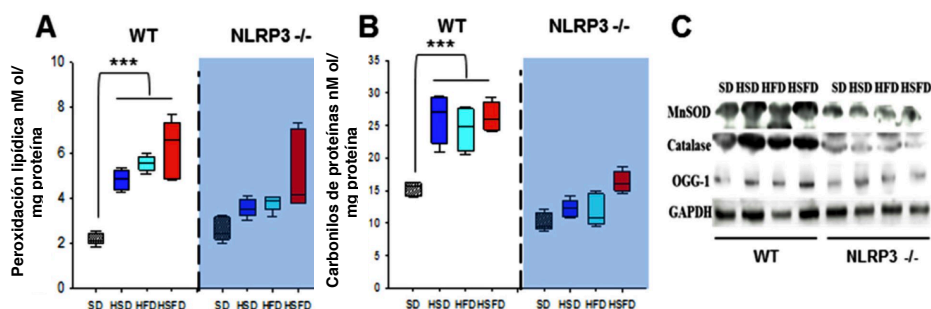 A
WT
NLRP3 -/-
***
Peroxidación lipídica nM ol/
mg proteína
10
8
6
4
2
0
SD HSD HFD HSFD SD HSD HFD HSFD
B
WT
NLRP3 -/-
***
Carbonilos de proteínas nM ol/
mg proteína
35
30
25
20
15
10
5
0
SD HSD HFD HSFD SD HSD HFD HSFD
C
SD HSD HFD HSFD SD HSD HFD HSFD
MnSOD
Catalase
OGG-1
GAPDH
WT NLRP3 -/-